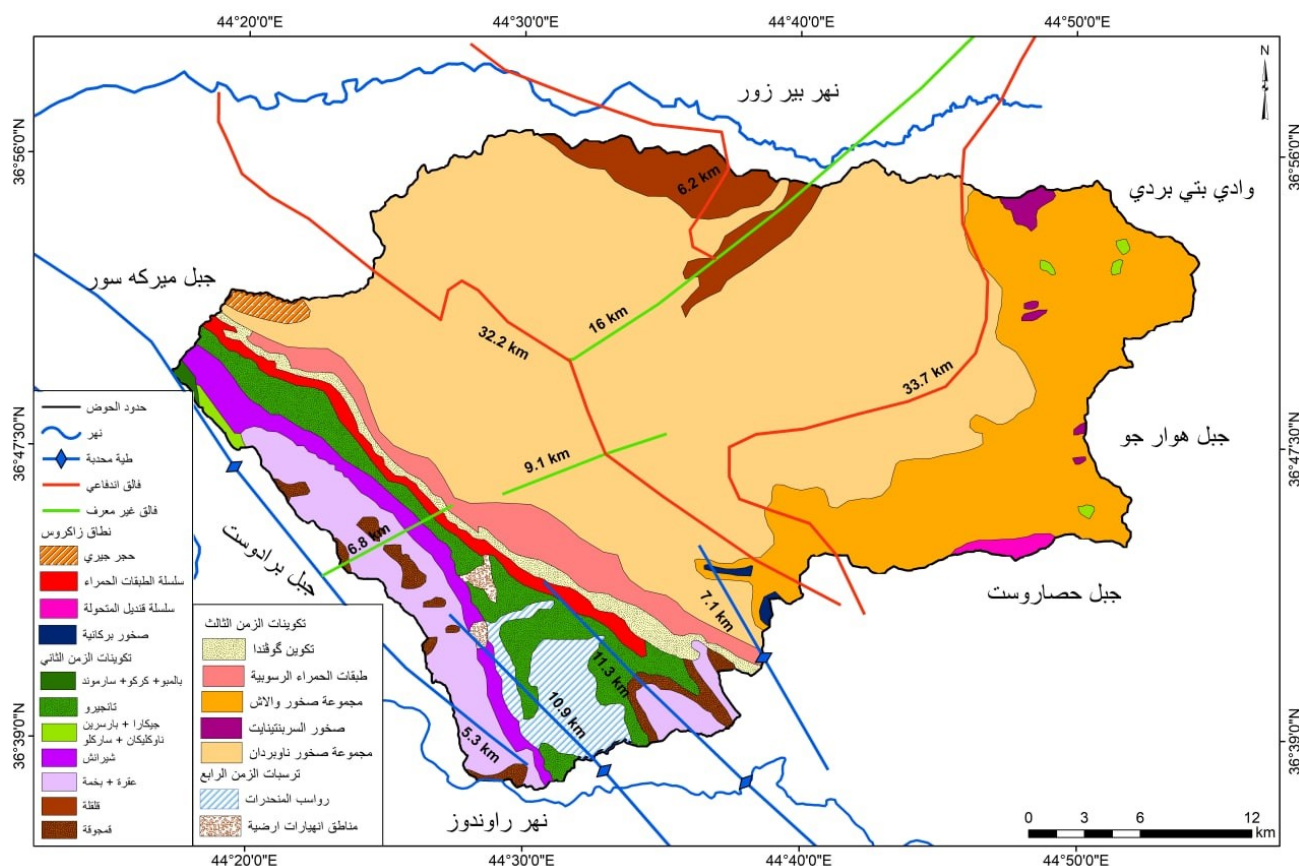 44°20'0"E
44°30'0"E
44°40'0"E
44°50'0"E
36°56'0"N
36°56'0"N
N
نهر بير زور
وادي بتي بردي
6.2 km
جبل ميركه سور
16 km
32.2 km
33.7 km
36°47'30"N
36°47'30"N
جبل هوار جو
9.1 km
6.8 km
جبل برادوست
جبل حصاروست
7.1 km
11.3 km
10.9 km
5.3 km
36°39'0"N
36°39'0"N
نهر راوندوز
حدود الحوض
نهر
طية محدبة
فالق اندفاعي
فالق غير معرف
نطاق زاكروس
حجر جيري
سلسلة الطبقات الحمراء
سلسلة قنديل المتحولة
صخور بركانية
تكوينات الزمن الثاني
بالمبو+ كركو+ سارموند
تانجيرو
جيكارا + بارسرين
ناوكليكان + ساركلو
شيرانش
عقرة + بخمة
قلقلة
قمجوقة
تكوينات الزمن الثالث
تكوين گوڤندا
طبقات الحمراء الرسوبية
مجموعة صخور والاش
صخور السربنتينايت
مجموعة صخور ناوبردان
ترسبات الزمن الرابع
رواسب المنحدرات
مناطق انهيارات ارضية
0 3 6 12
km
44°20'0"E
44°30'0"E
44°40'0"E
44°50'0"E